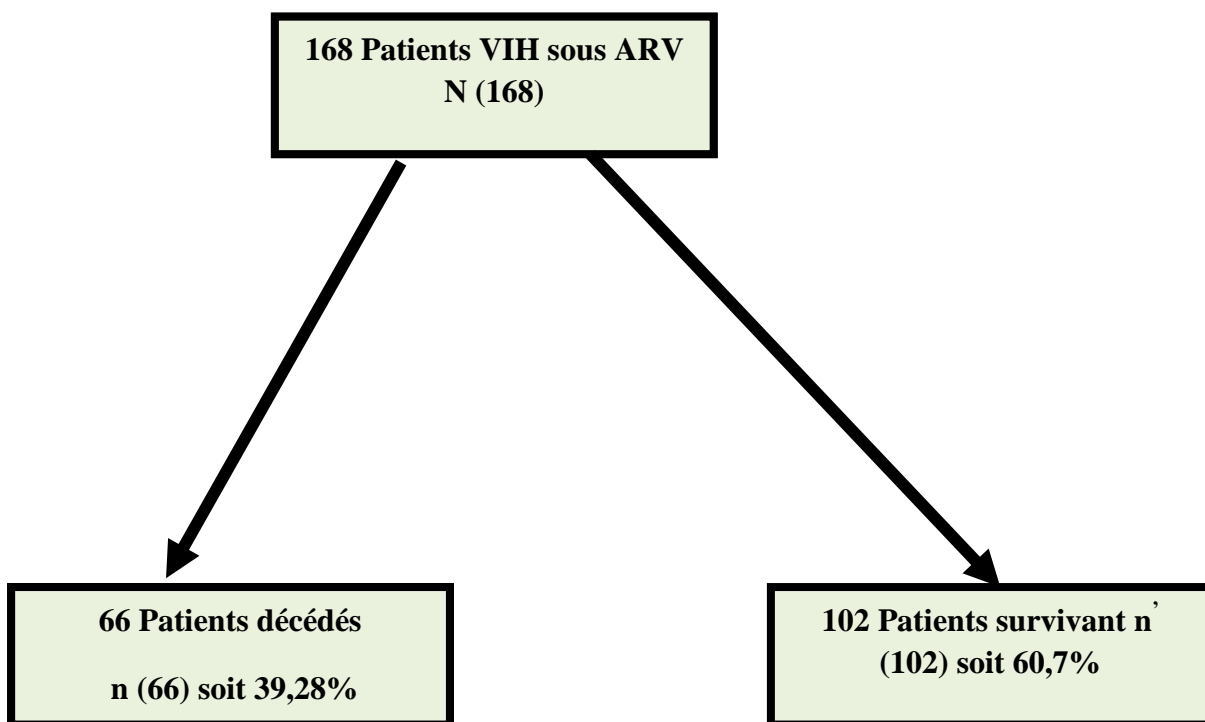 168 Patients VIH sous ARV
N (168)
66 Patients décédés
n (66) soit 39,28%
102 Patients survivant n’
(102) soit 60,7%